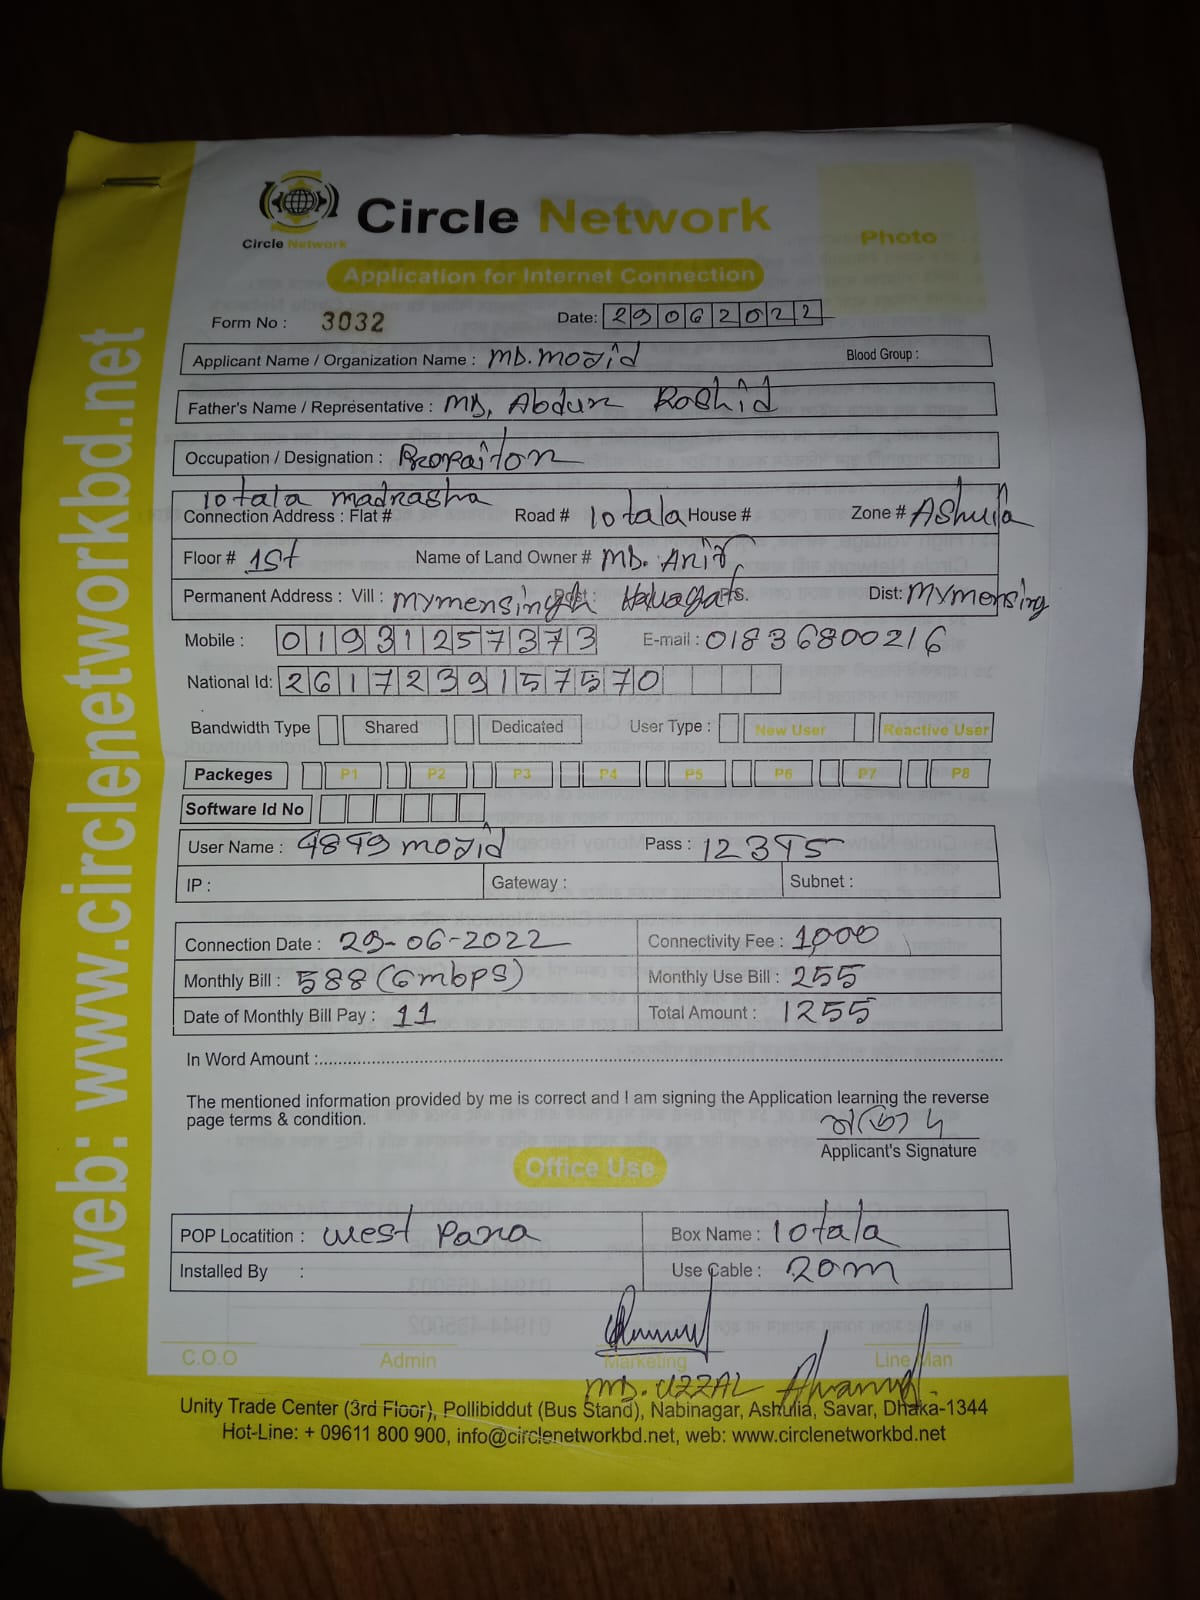 web: www.circlenetworkbd.net
Circle Network
Circle Network
Photo
Application for Internet Connection
Form No : 3032
Date: 29062022
Applicant Name / Organization Name : MD. Mojid
Blood Group :
Father's Name / Representative : MD, Abdur Roshid
Occupation / Designation : Propaitor
10 tala madrasha
Connection Address : Flat # Road # 10 tala House # Zone # Ashulia
Floor # 1st Name of Land Owner # MD. Anif
Permanent Address : Vill : Mymensingh Post : P.S. Dist: Mymensing
Mobile : 01931257373 E-mail : 01836800216
National Id: 2617239157570
Bandwidth Type Shared Dedicated User Type : New User Reactive User
Packeges P1 P2 P3 P4 P5 P6 P7 P8
Software Id No
User Name : 4849 mojid Pass : 12345
IP : Gateway : Subnet :
Connection Date : 29-06-2022 Connectivity Fee : 1000
Monthly Bill : 588 (6mbps) Monthly Use Bill : 255
Date of Monthly Bill Pay : 11 Total Amount : 1255
In Word Amount :
The mentioned information provided by me is correct and I am signing the Application learning the reverse
page terms & condition.
Applicant's Signature
Office Use
POP Locatition : West Para Box Name : 10tala
Installed By : Use Cable : 20m
C.O.O Admin Marketing Line Man
MD. UZZAL
Unity Trade Center (3rd Floor), Pollibiddut (Bus Stand), Nabinagar, Ashulia, Savar, Dhaka-1344
Hot-Line: + 09611 800 900, info@circlenetworkbd.net, web: www.circlenetworkbd.net